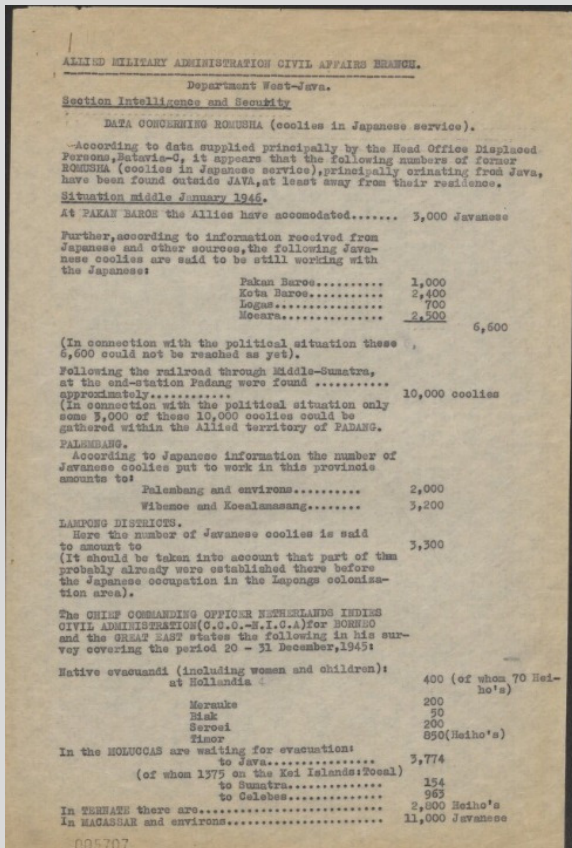 ALLIED MILITARY ADMINISTRATION CIVIL AFFAIRS BRANCH.
Department West-Java.
Section Intelligence and Security
DATA CONCERNING ROMUSHA (coolies in Japanese service).
According to data supplied principally by the Head Office Displaced
Persons,Batavia-C, it appears that the following numbers of former
ROMUSHA (coolies in Japanese service),principally orinating from Java,
have been found outside JAVA,at least away from their residence.
Situation middle January 1946.
At PAKAN BAROE the Allies have accomodated....... 3,000 Javanese
Further,according to information received from
Japanese and other sources,the following Java-
nese coolies are said to be still working with
the Japanese:
Pakan Baroe.......... 1,000
Kota Baroe........... 2,400
Logas................ 700
Moeara............... 2,500
6,600
(In connection with the political situation these
6,600 could not be reached as yet).
Following the railroad through Middle-Sumatra,
at the end-station Padang were found ...........
approximately............ 10,000 coolies
(In connection with the political situation only
some 3,000 of these 10,000 coolies could be
gathered within the Allied territory of PADANG.
PALEMBANG.
According to Japanese information the number of
Javanese coolies put to work in this provincie
amounts to:
Palembang and environs.......... 2,000
Wibemoe and Koealamasang........ 3,200
LAMPONG DISTRICTS.
Here the number of Javanese coolies is said
to amount to 3,300
(It should be taken into account that part of them
probably already were established there before
the Japanese occupation in the Lapongs coloniza-
tion area).
The CHIEF COMMANDING OFFICER NETHERLANDS INDIES
CIVIL ADMINISTRATION(C.C.O.-N.I.C.A)for BORNEO
and the GREAT EAST states the following in his sur-
vey covering the period 20 - 31 December,1945:
Native evacuandi (including women and children):
at Hollandia 400 (of whom 70 Hei-
ho's)
Merauke 200
Biak 50
Seroei 200
Timor 850(Heiho's)
In the MOLUCCAS are waiting for evacuation:
to Java................ 3,774
(of whom 1375 on the Kei Islands:Toeal)
to Sumatra.............. 154
to Celebes.............. 963
In TERNATE there are........................... 2,800 Heiho's
In MACASSAR and environs....................... 11,000 Javanese
005707